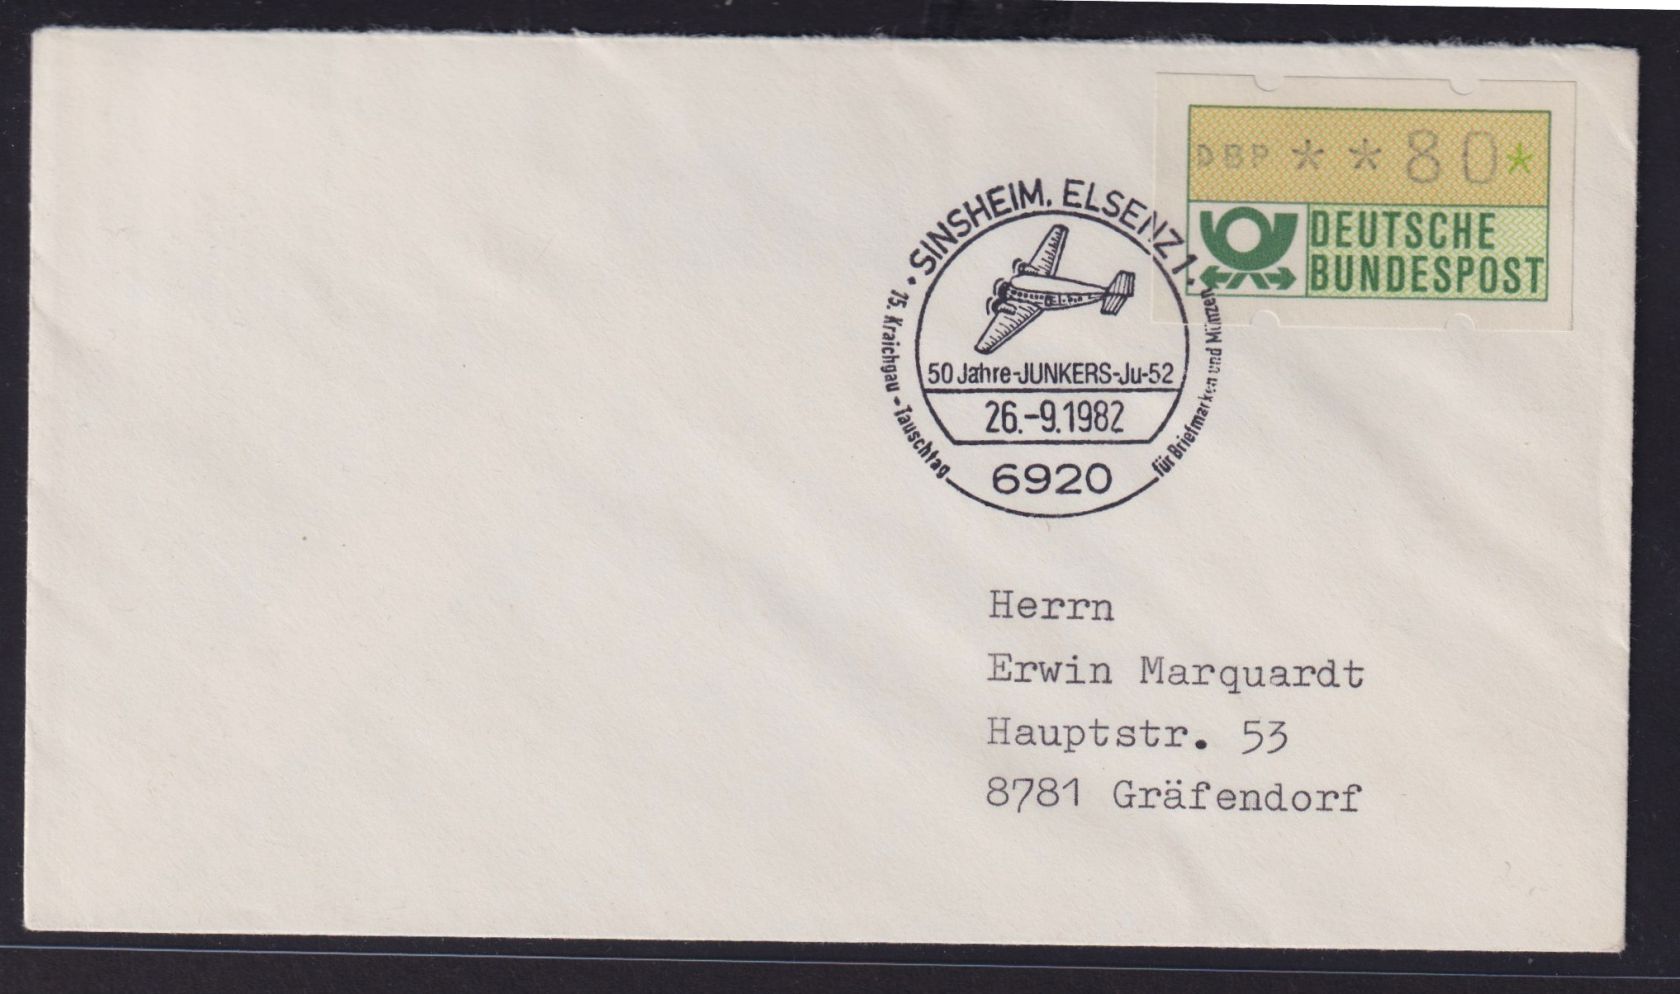 DBP **80*
DEUTSCHE
BUNDESPOST
SINSHEIM, ELSENZ 1
50 Jahre-JUNKERS-Ju-52
26.-9.1982
6920
75. Kraichgau - Tauschtag
für Briefmarken und Münzen
Herrn
Erwin Marquardt
Hauptstr. 53
8781 Gräfendorf